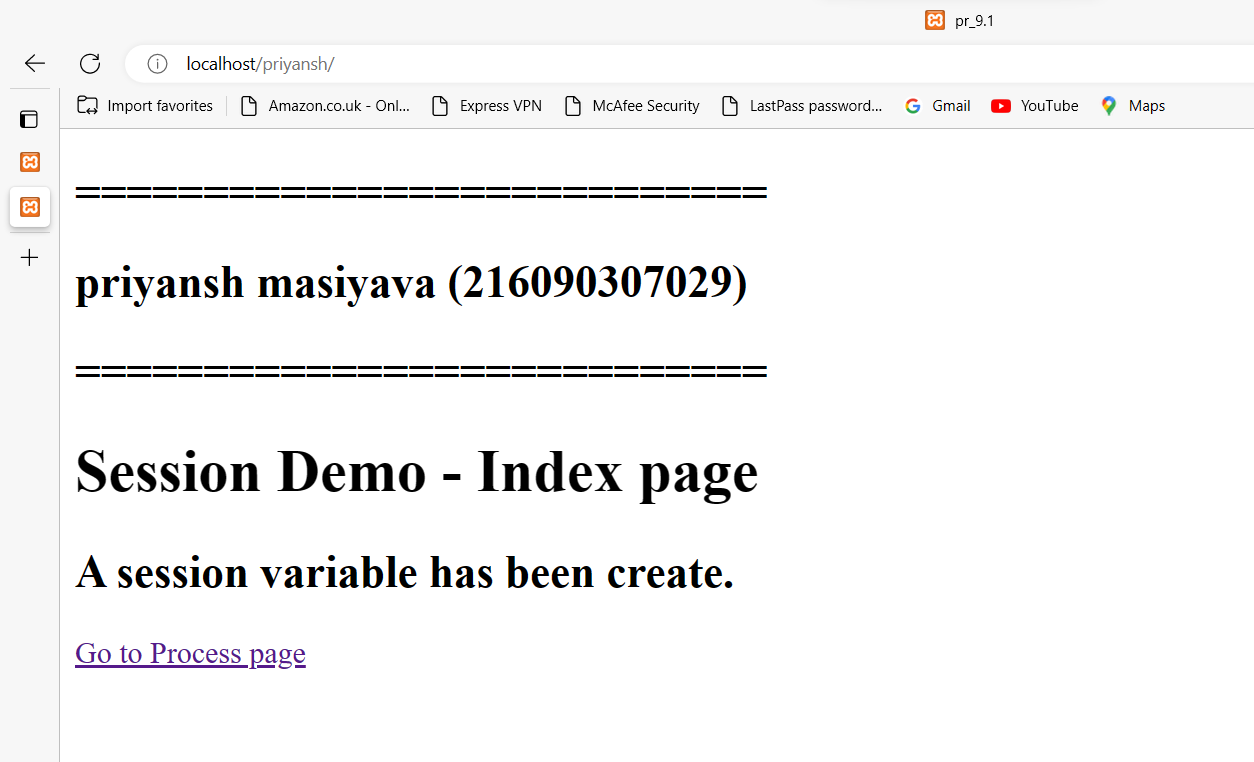 pr_9.1
localhost/priyansh/
Import favorites Amazon.co.uk - Onl... Express VPN McAfee Security LastPass password... Gmail YouTube Maps
===========================
priyansh masiyava (216090307029)
===========================
Session Demo - Index page
A session variable has been create.
Go to Process page